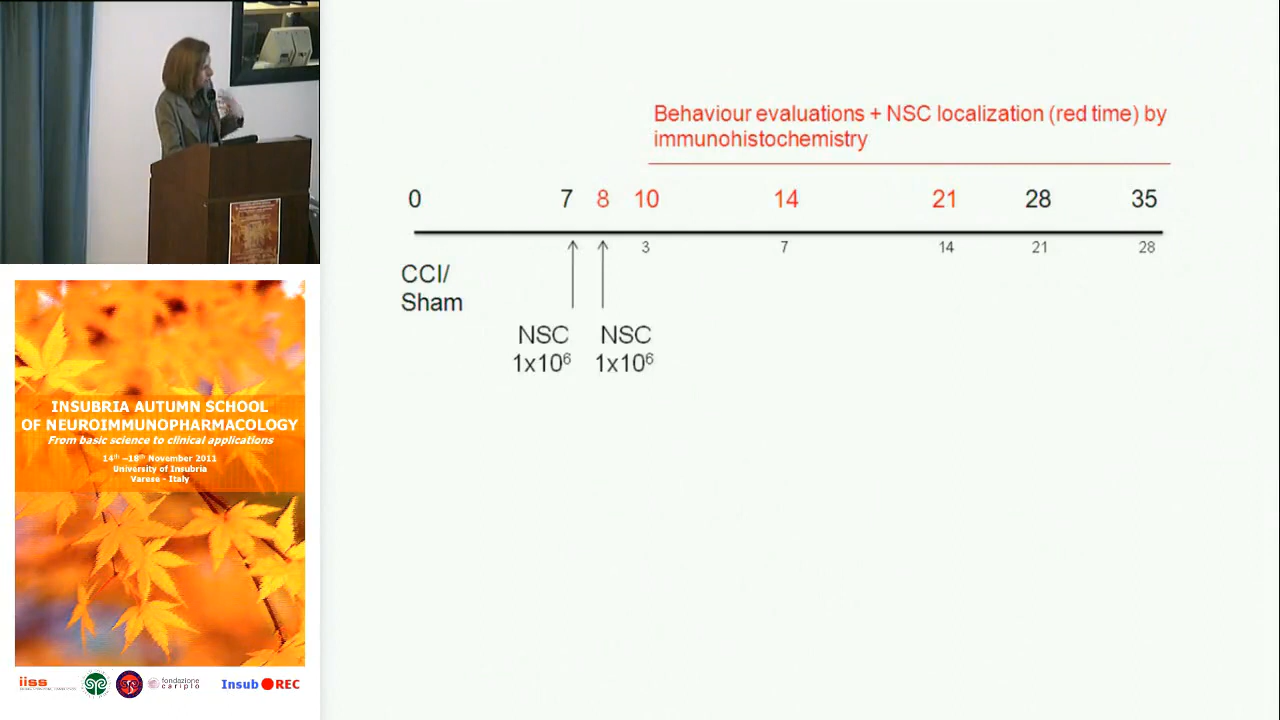 Behaviour evaluations + NSC localization (red time) by
immunohistochemistry
0 7 8 10 14 21 28 35
3 7 14 21 28
CCI/
Sham
NSC NSC
1x10⁶ 1x10⁶
INSUBRIA AUTUMN SCHOOL
OF NEUROIMMUNOPHARMACOLOGY
From basic science to clinical applications
14th –18th November 2011
University of Insubria
Varese - Italy
iiss
fondazione
cariplo
Insub REC